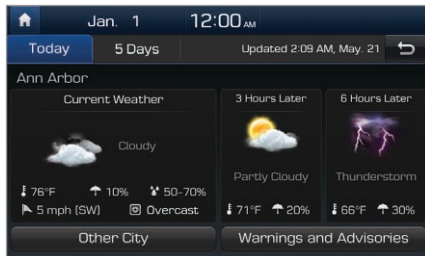 Jan. 1 12:00 AM
Today 5 Days Updated 2:09 AM, May. 21
Ann Arbor
Current Weather 3 Hours Later 6 Hours Later
Cloudy
Partly Cloudy Thunderstorm
76°F 10% 50-70% 71°F 20% 66°F 30%
5 mph (SW) Overcast
Other City Warnings and Advisories